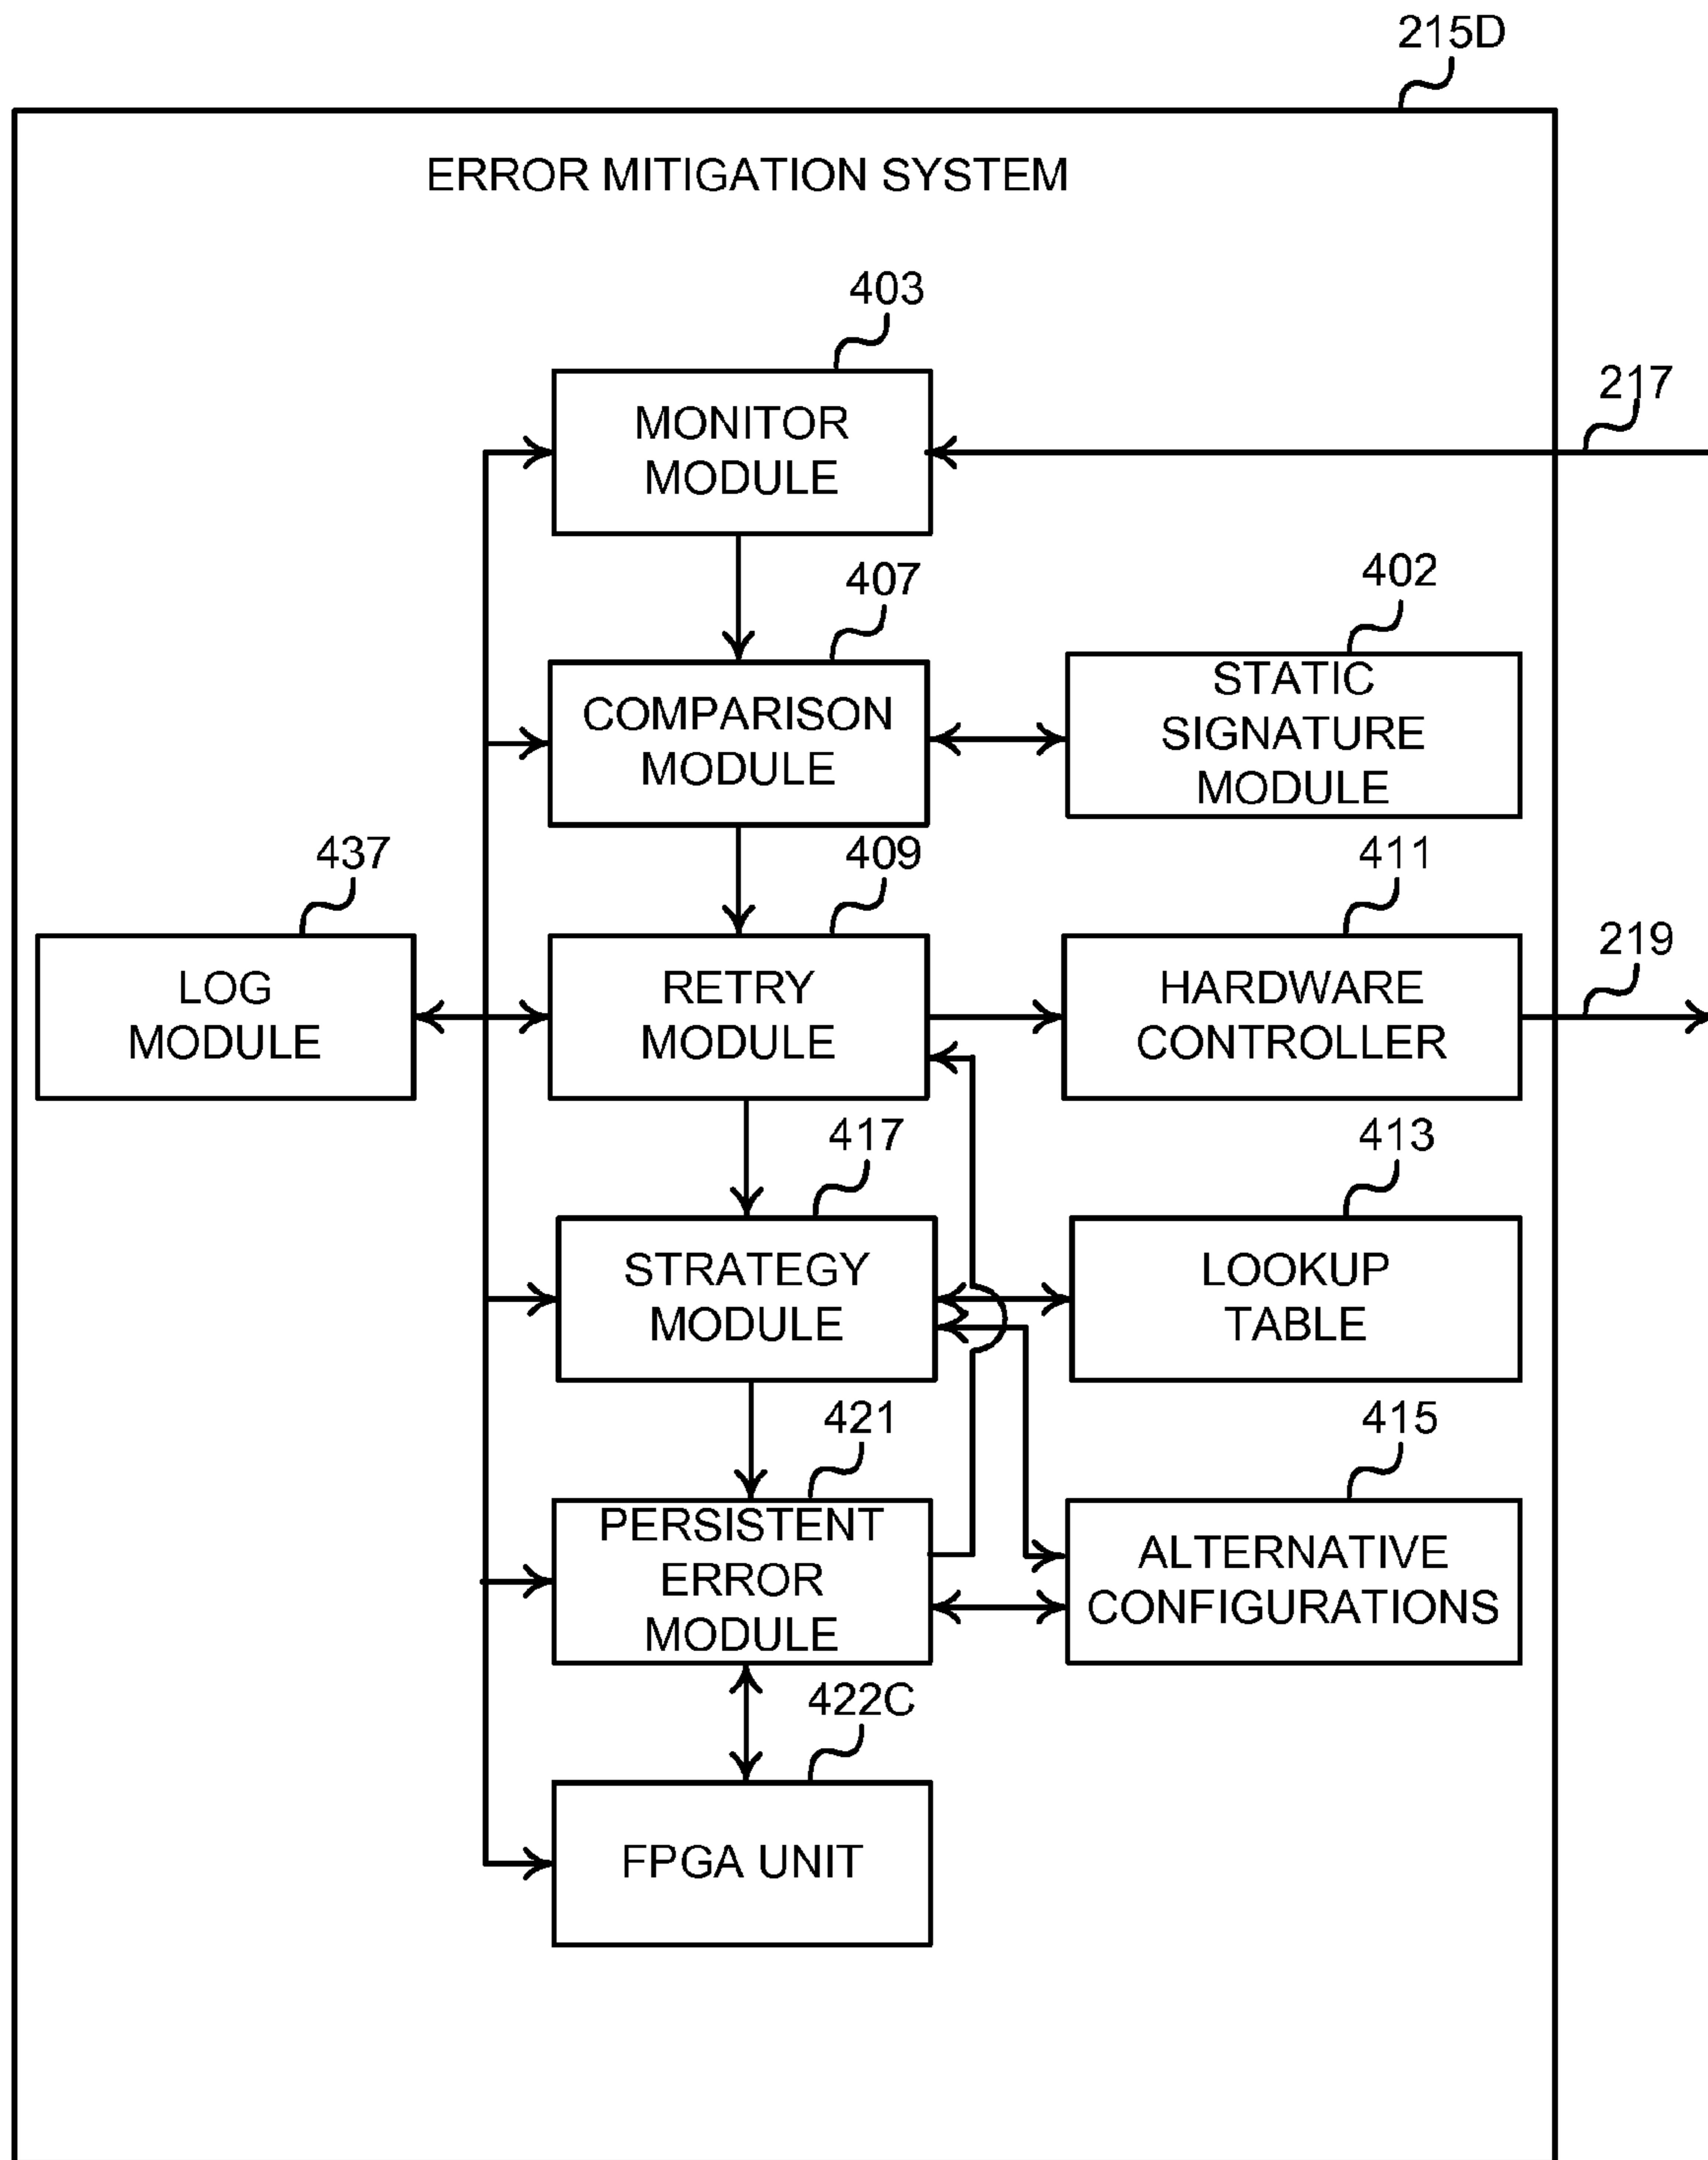 215D
ERROR MITIGATION SYSTEM
403
MONITOR
MODULE
217
407
COMPARISON
MODULE
402
STATIC
SIGNATURE
MODULE
437
LOG
MODULE
409
RETRY
MODULE
411
HARDWARE
CONTROLLER
219
417
STRATEGY
MODULE
413
LOOKUP
TABLE
421
PERSISTENT
ERROR
MODULE
415
ALTERNATIVE
CONFIGURATIONS
422C
FPGA UNIT